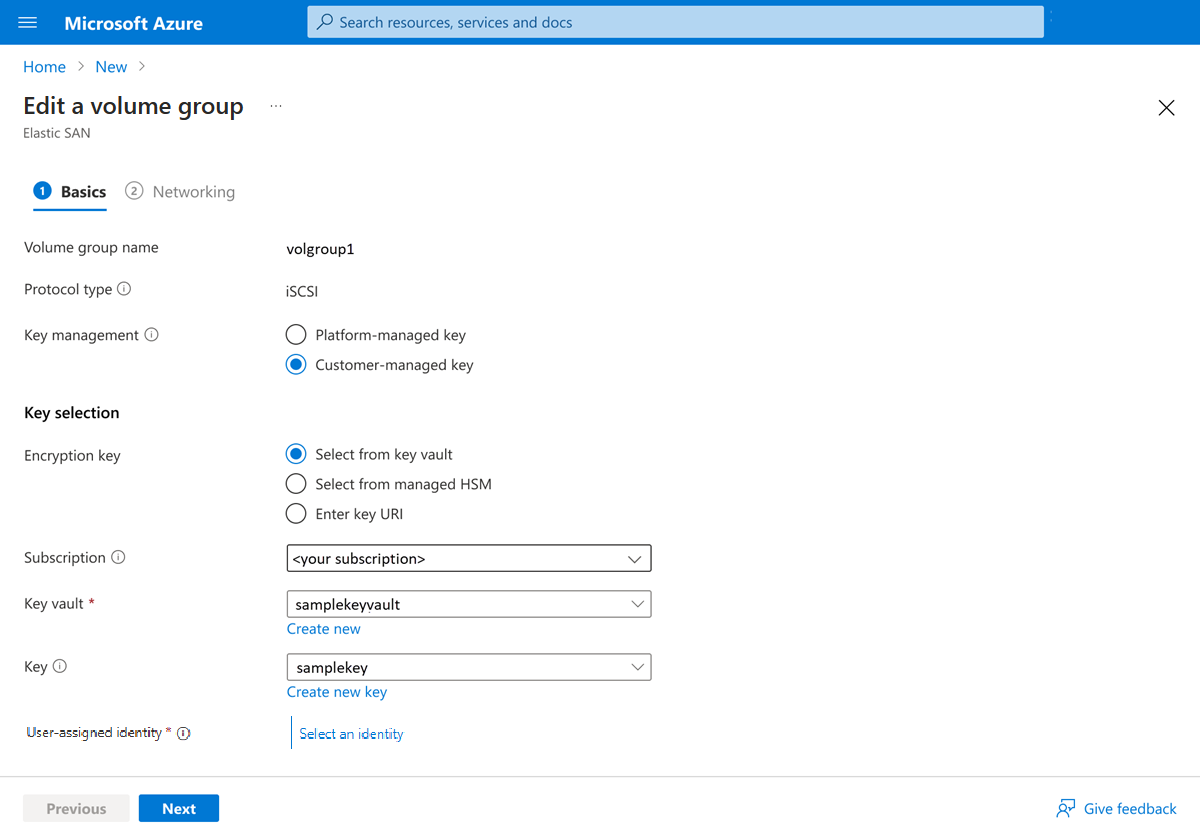 Microsoft Azure
Search resources, services and docs
Home > New >
Edit a volume group ...
Elastic SAN
1 Basics 2 Networking
Volume group name volgroup1
Protocol type iSCSI
Key management Platform-managed key
Customer-managed key
Key selection
Encryption key Select from key vault
Select from managed HSM
Enter key URI
Subscription <your subscription>
Key vault * samplekeyvault
Create new
Key samplekey
Create new key
User-assigned identity * Select an identity
Previous Next Give feedback